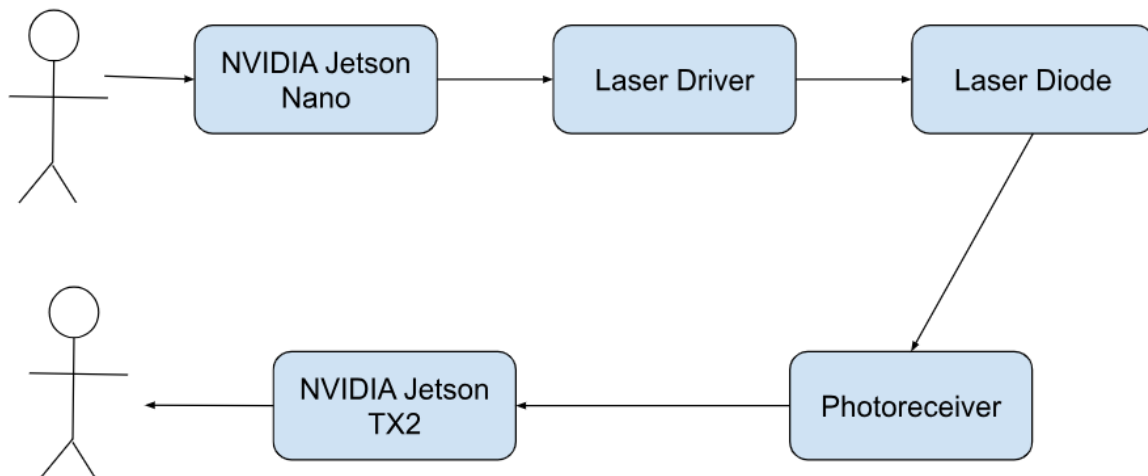 NVIDIA Jetson
Nano
Laser Driver
Laser Diode
NVIDIA Jetson
TX2
Photoreceiver